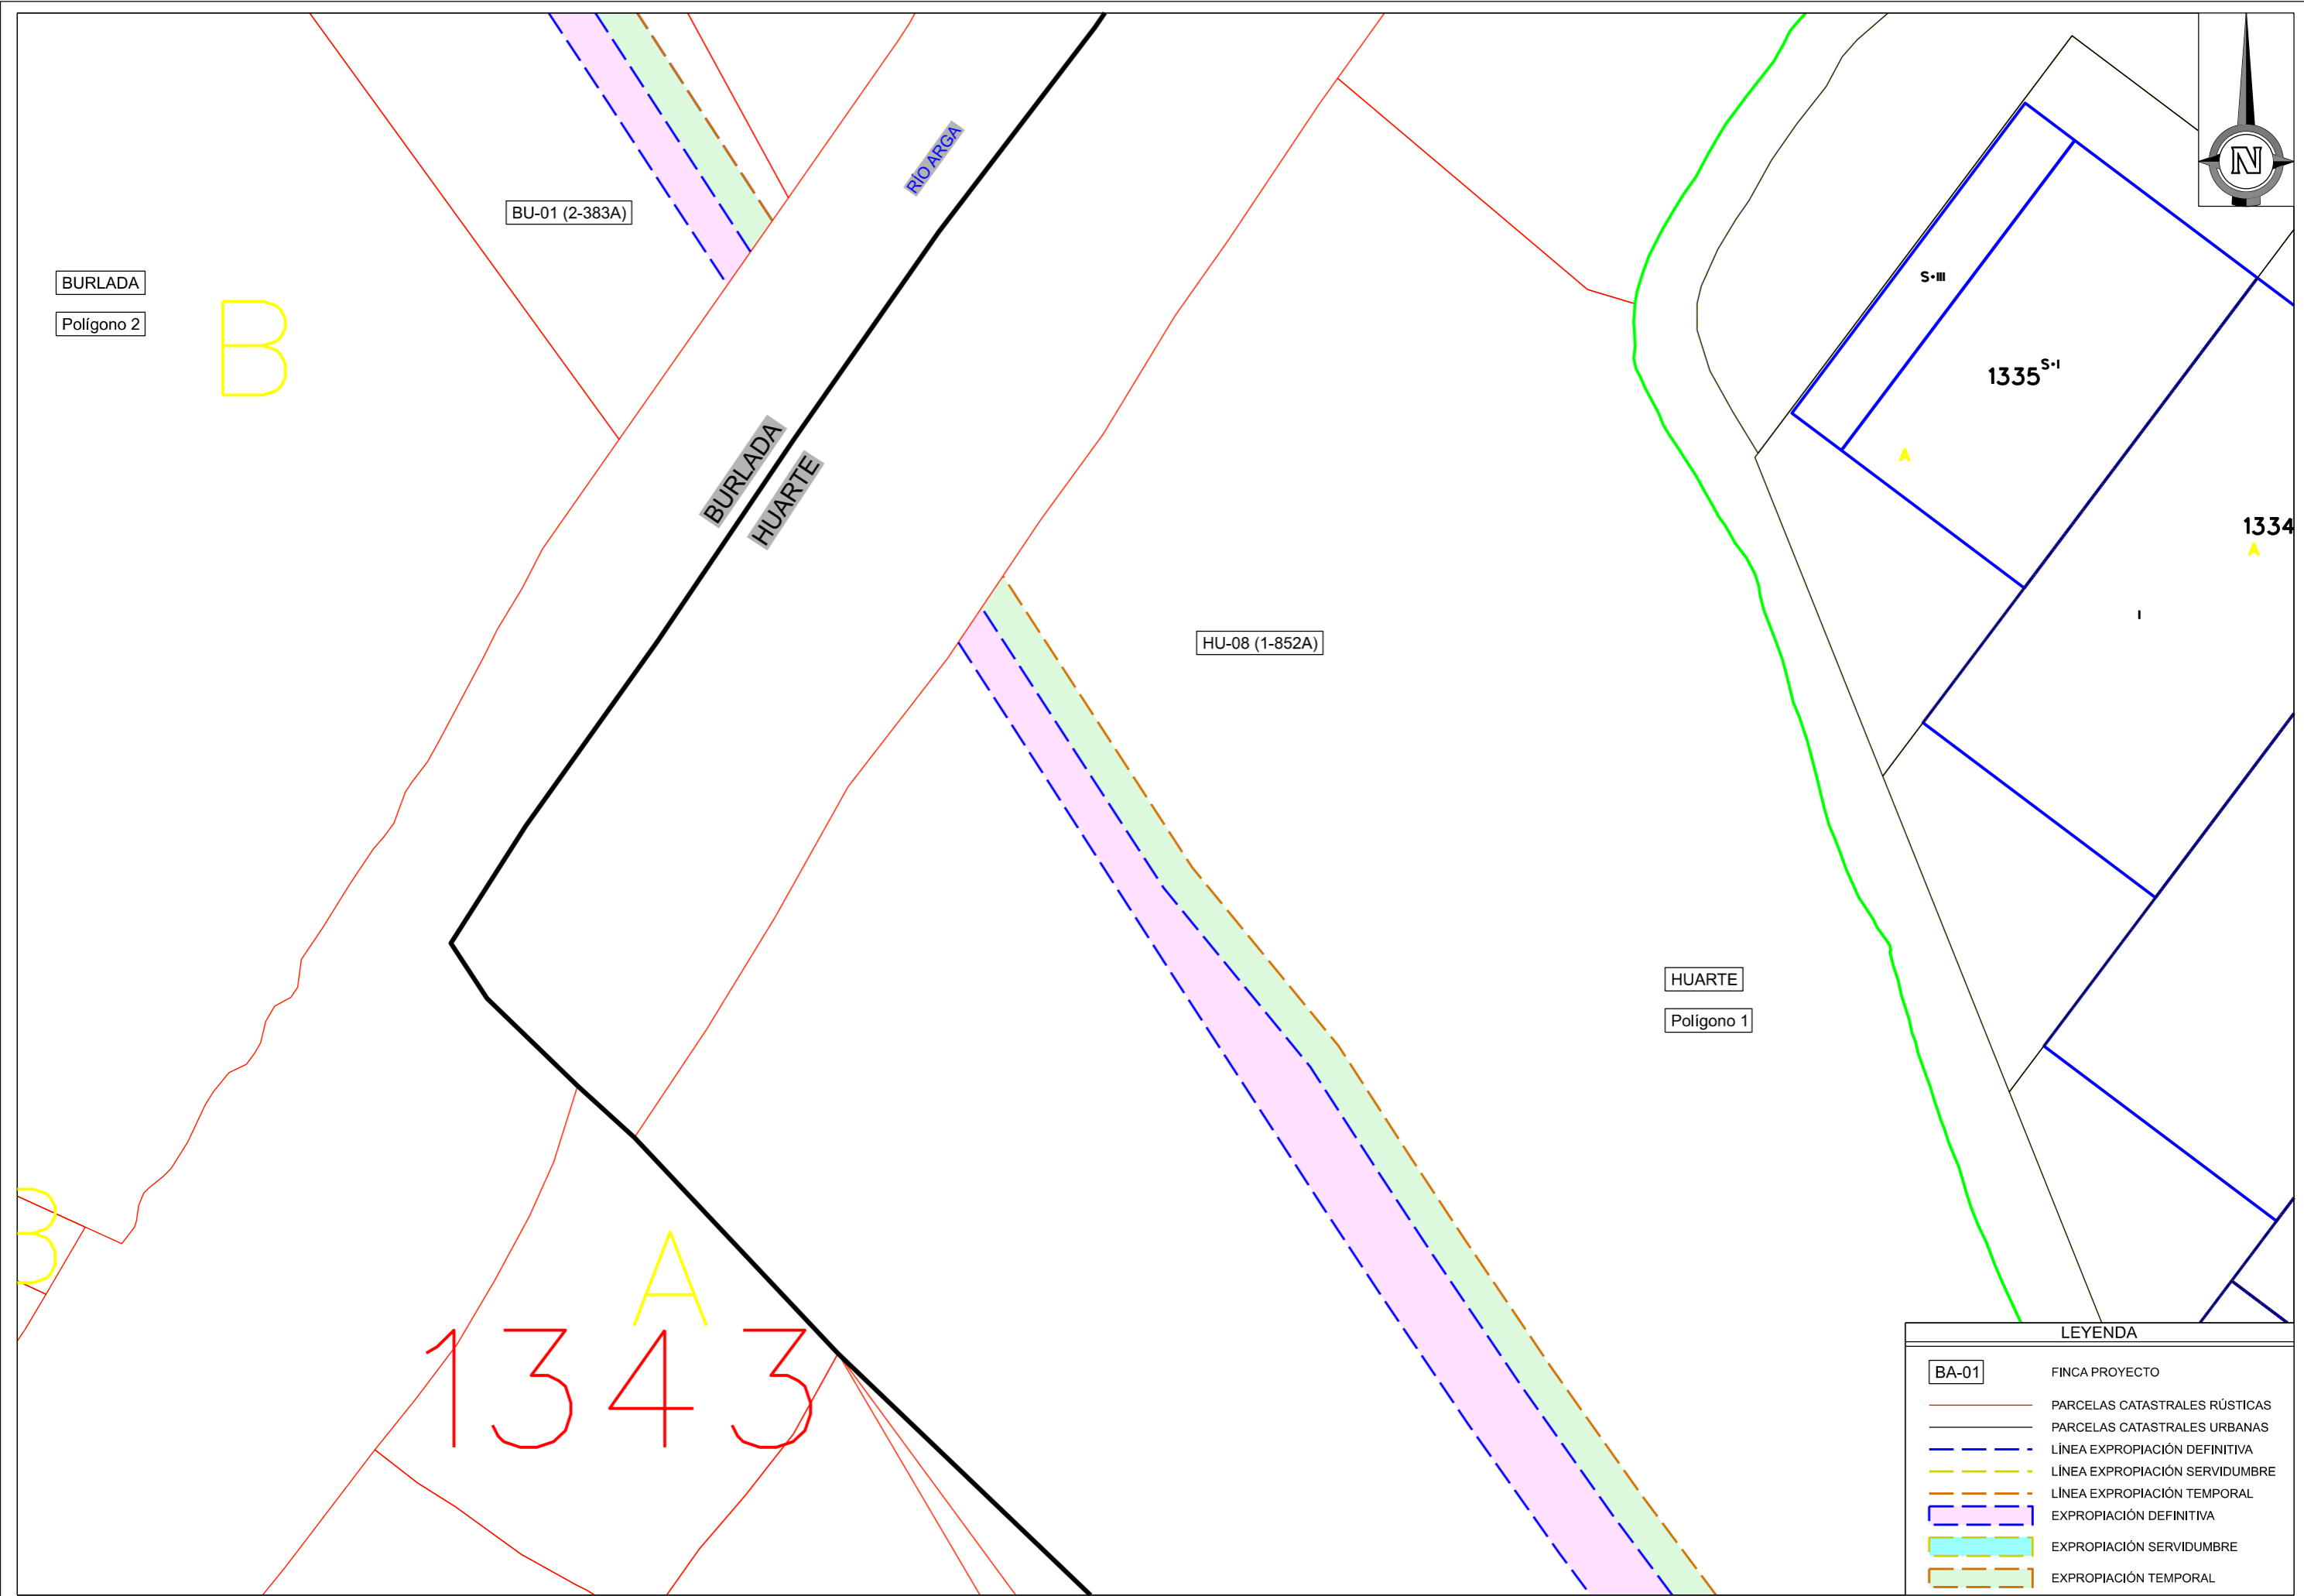 N
RÍO ARGA
BU-01 (2-383A)
BURLADA
Polígono 2
B
S•III
1335 S•I
A
BURLADA
HUARTE
1334
A
I
HU-08 (1-852A)
HUARTE
Polígono 1
B
A
1343
LEYENDA
BA-01 FINCA PROYECTO
PARCELAS CATASTRALES RÚSTICAS
PARCELAS CATASTRALES URBANAS
LÍNEA EXPROPIACIÓN DEFINITIVA
LÍNEA EXPROPIACIÓN SERVIDUMBRE
LÍNEA EXPROPIACIÓN TEMPORAL
EXPROPIACIÓN DEFINITIVA
EXPROPIACIÓN SERVIDUMBRE
EXPROPIACIÓN TEMPORAL